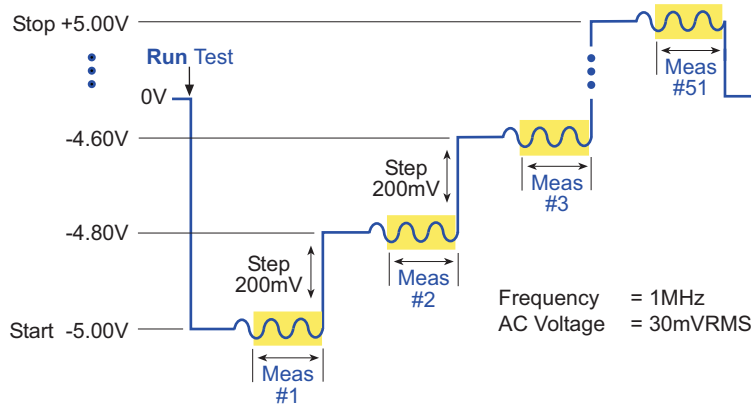 Stop +5.00V
Run Test
0V
Meas
#51
-4.60V
Step
200mV
Meas
#3
-4.80V
Step
200mV
Meas
#2
Frequency = 1MHz
AC Voltage = 30mVRMS
Start -5.00V
Meas
#1